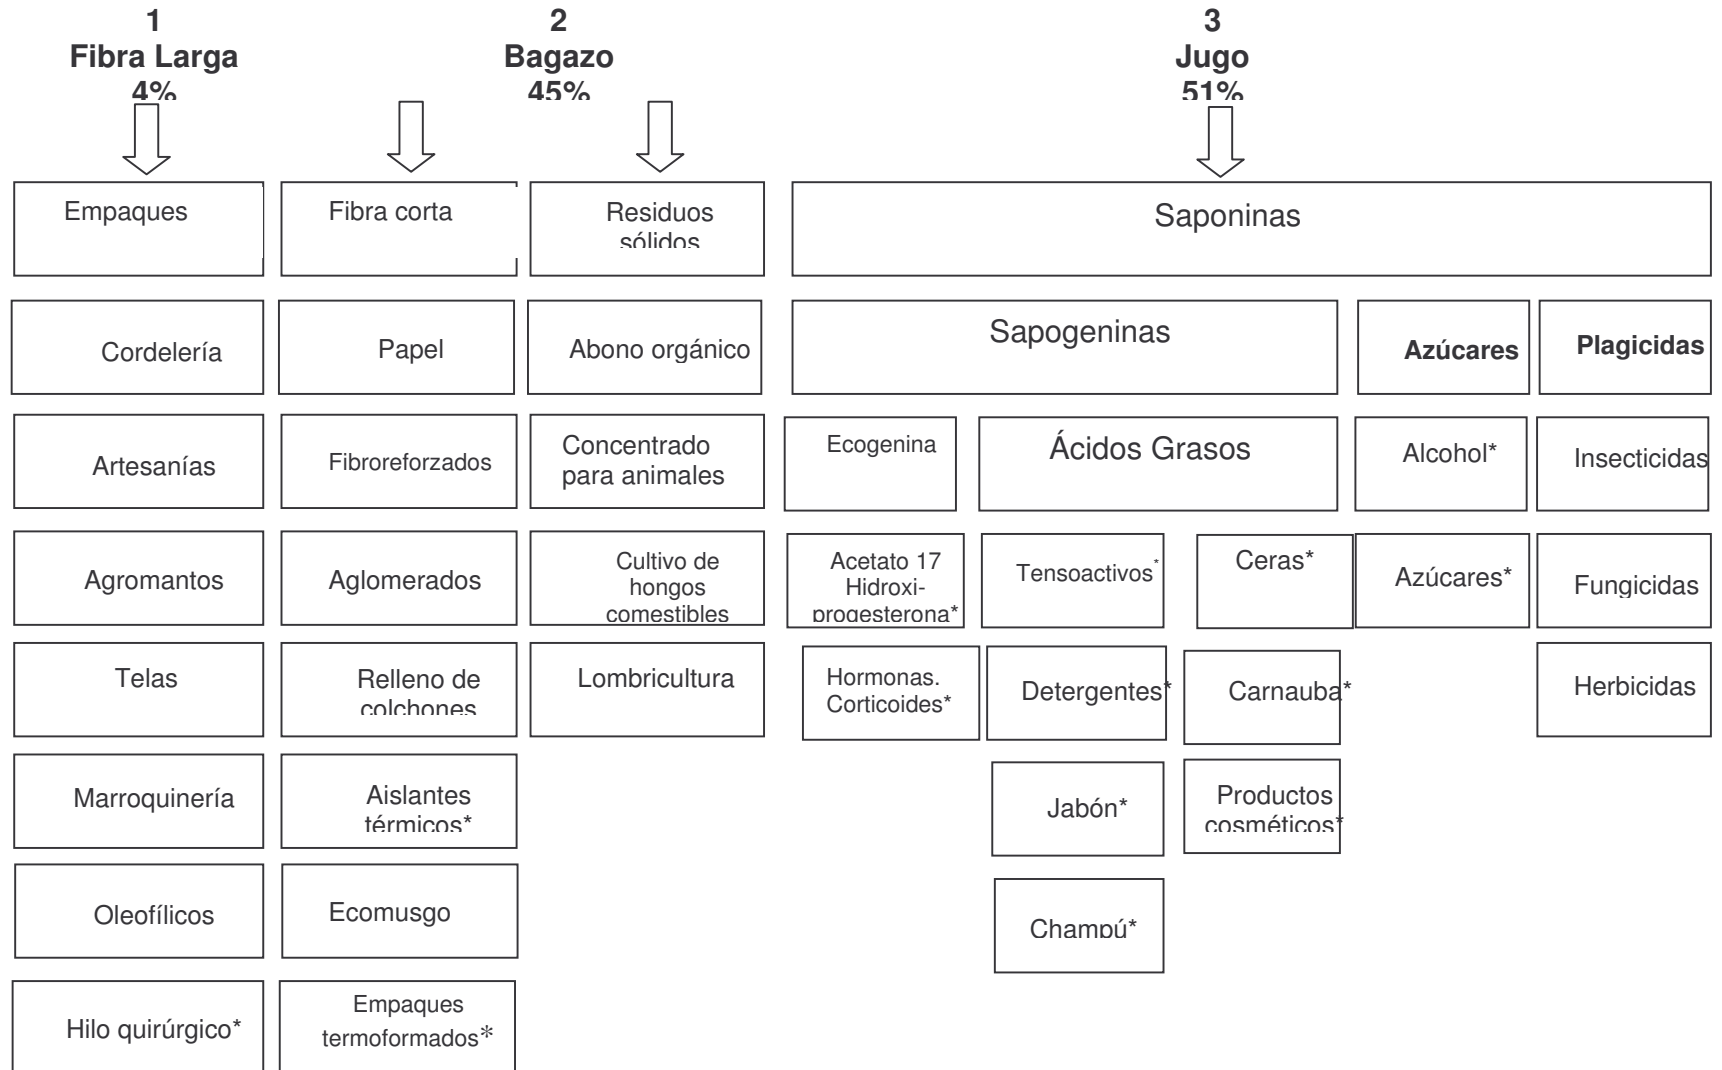 1
Fibra Larga
4%
2
Bagazo
45%
3
Jugo
51%
Empaques
Fibra corta
Residuos
sólidos
Saponinas
Cordelería
Papel
Abono orgánico
Sapogeninas
Azúcares
Plagicidas
Artesanías
Fibroreforzados
Concentrado
para animales
Ecogenina
Ácidos Grasos
Alcohol*
Insecticidas
Agromantos
Aglomerados
Cultivo de
hongos
comestibles
Acetato 17
Hidroxi-
progesterona*
Tensoactivos*
Ceras*
Azúcares*
Fungicidas
Telas
Relleno de
colchones
Lombricultura
Hormonas.
Corticoides*
Detergentes*
Carnauba*
Herbicidas
Marroquinería
Aislantes
térmicos*
Jabón*
Productos
cosméticos*
Oleofílicos
Ecomusgo
Champú*
Hilo quirúrgico*
Empaques
termoformados*